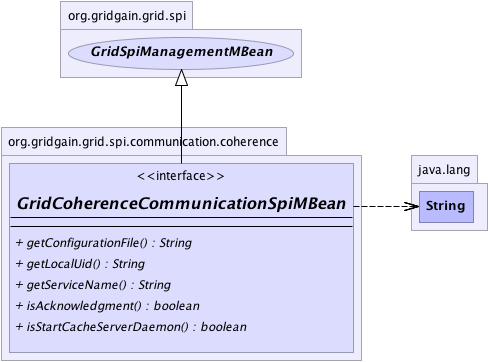 org.gridgain.grid.spi
GridSpiManagementMBean
org.gridgain.grid.spi.communication.coherence
<<interface>>
GridCoherenceCommunicationSpiMBean
+ getConfigurationFile() : String
+ getLocalUid() : String
+ getServiceName() : String
+ isAcknowledgment() : boolean
+ isStartCacheServerDaemon() : boolean
java.lang
String